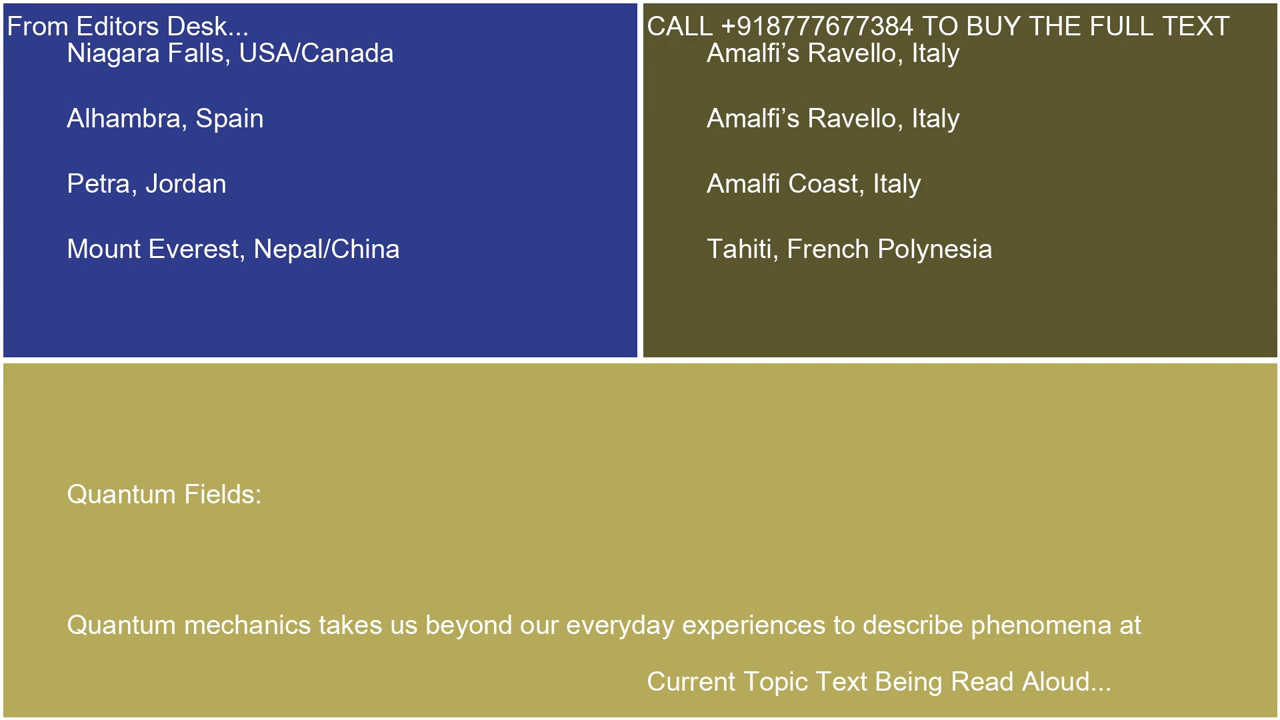 From Editors Desk...
Niagara Falls, USA/Canada
Alhambra, Spain
Petra, Jordan
Mount Everest, Nepal/China
CALL +918777677384 TO BUY THE FULL TEXT
Amalfi’s Ravello, Italy
Amalfi’s Ravello, Italy
Amalfi Coast, Italy
Tahiti, French Polynesia
Quantum Fields:
Quantum mechanics takes us beyond our everyday experiences to describe phenomena at
Current Topic Text Being Read Aloud...